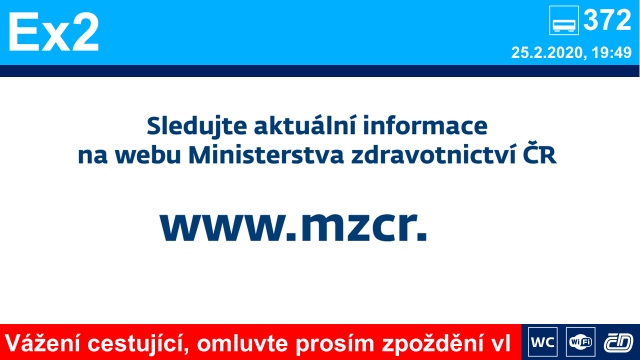 Ex2
372
25.2.2020, 19:49
Sledujte aktuální informace
na webu Ministerstva zdravotnictví ČR
www.mzcr.
Vážení cestující, omluvte prosím zpoždění vl
WC
WiFi
ČD